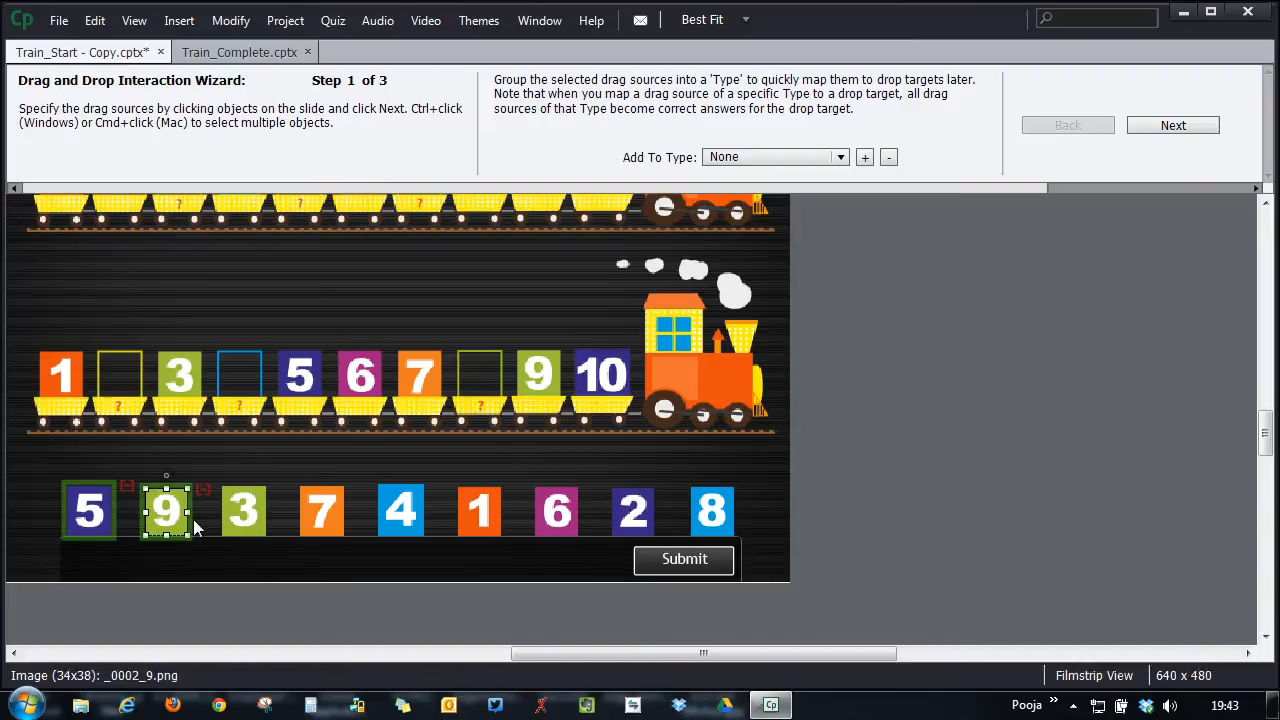 Cp File Edit View Insert Modify Project Quiz Audio Video Themes Window Help Best Fit
Train_Start - Copy.cptx* × Train_Complete.cptx ×
Drag and Drop Interaction Wizard: Step 1 of 3
Specify the drag sources by clicking objects on the slide and click Next. Ctrl+click
(Windows) or Cmd+click (Mac) to select multiple objects.
Group the selected drag sources into a 'Type' to quickly map them to drop targets later.
Note that when you map a drag source of a specific Type to a drop target, all drag
sources of that Type become correct answers for the drop target.
Add To Type: None + -
Back Next
? ? ?
1 3 5 6 7 9 10
? ? ?
[-] [-]
5 9 3 7 4 1 6 2 8
Submit
Image (34x38): _0002_9.png Filmstrip View 640 x 480
Cp Pooja » 19:43